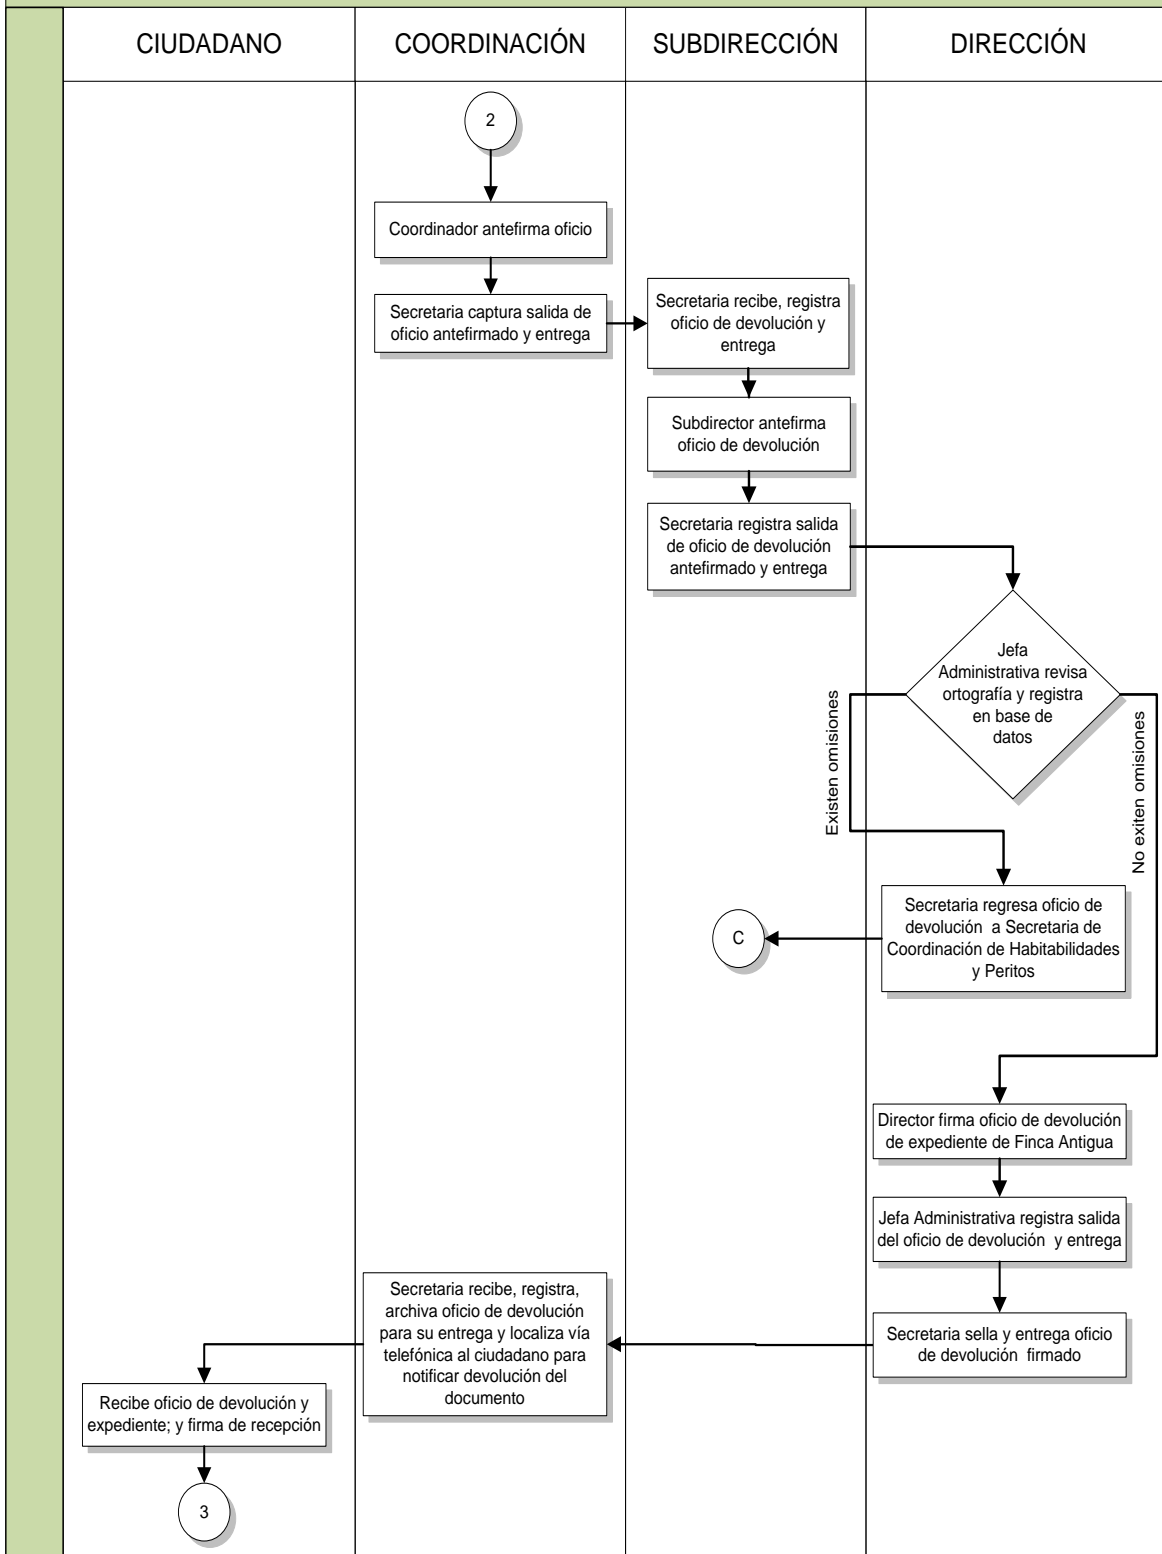 CIUDADANO
COORDINACIÓN
SUBDIRECCIÓN
DIRECCIÓN
2
Coordinador antefirma oficio
Secretaria captura salida de
oficio antefirmado y entrega
Secretaria recibe, registra
oficio de devolución y
entrega
Subdirector antefirma
oficio de devolución
Secretaria registra salida
de oficio de devolución
antefirmado y entrega
Jefa
Administrativa revisa
ortografía y registra
en base de
datos
Existen omisiones
No exiten omisiones
Secretaria regresa oficio de
devolución a Secretaria de
Coordinación de Habitabilidades
y Peritos
C
Director firma oficio de devolución
de expediente de Finca Antigua
Jefa Administrativa registra salida
del oficio de devolución y entrega
Secretaria sella y entrega oficio
de devolución firmado
Secretaria recibe, registra,
archiva oficio de devolución
para su entrega y localiza vía
telefónica al ciudadano para
notificar devolución del
documento
Recibe oficio de devolución y
expediente; y firma de recepción
3